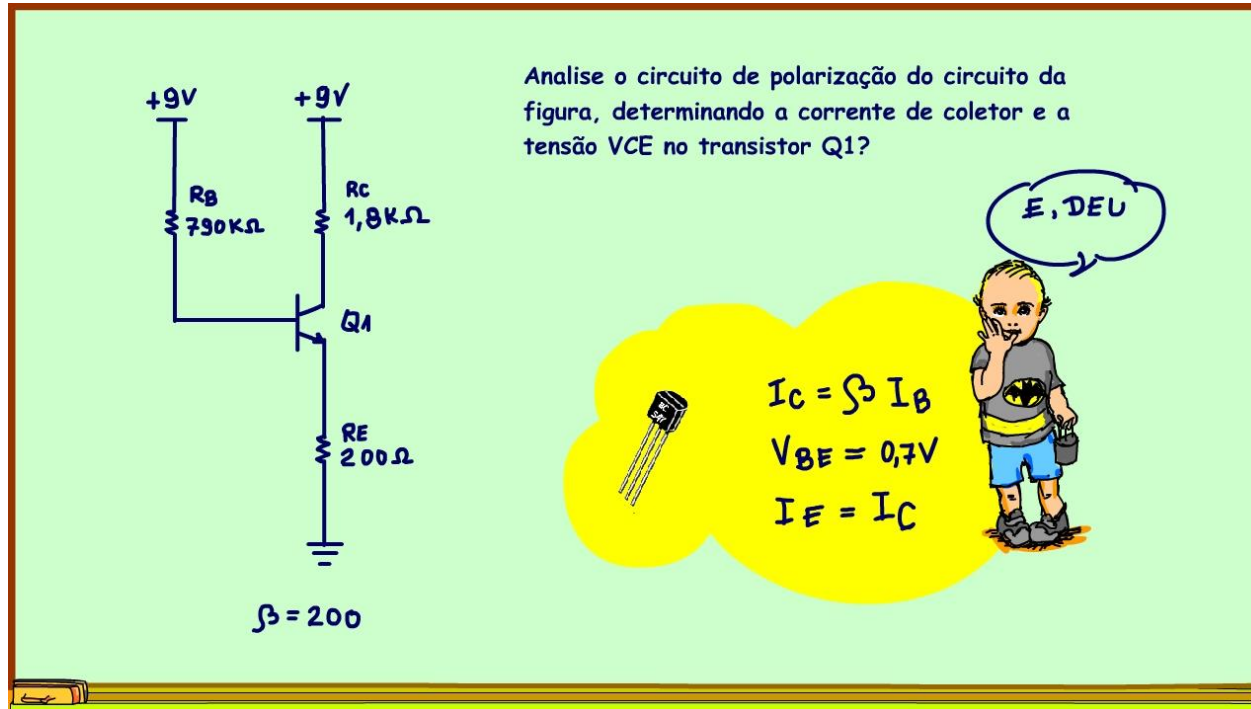 Analise o circuito de polarização do circuito da
figura, determinando a corrente de coletor e a
tensão VCE no transistor Q1?
+9V
+9V
RB
790KΩ
RC
1,8KΩ
Q1
RE
200Ω
β = 200
E, DEU
BC
IC = β IB
VBE = 0,7V
IE = IC